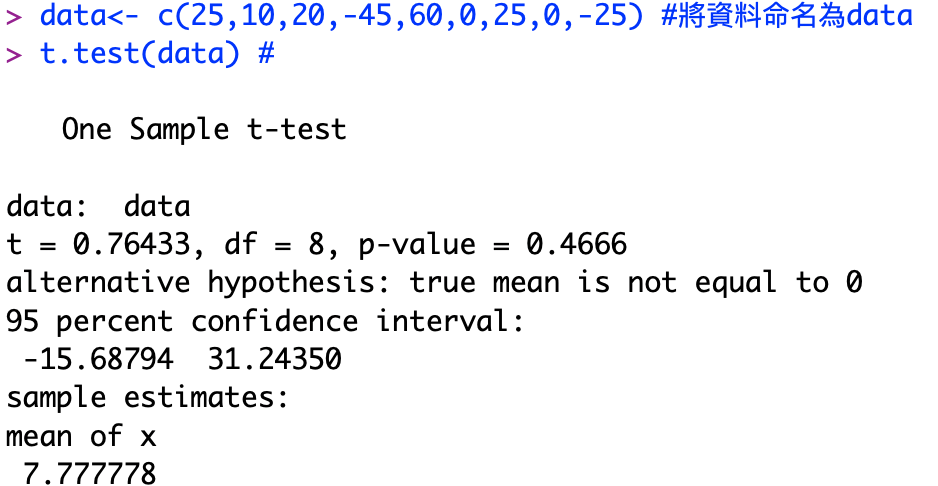 > data<- c(25,10,20,-45,60,0,25,0,-25) #將資料命名為data
> t.test(data) #
One Sample t-test
data:  data
t = 0.76433, df = 8, p-value = 0.4666
alternative hypothesis: true mean is not equal to 0
95 percent confidence interval:
-15.68794  31.24350
sample estimates:
mean of x
7.777778